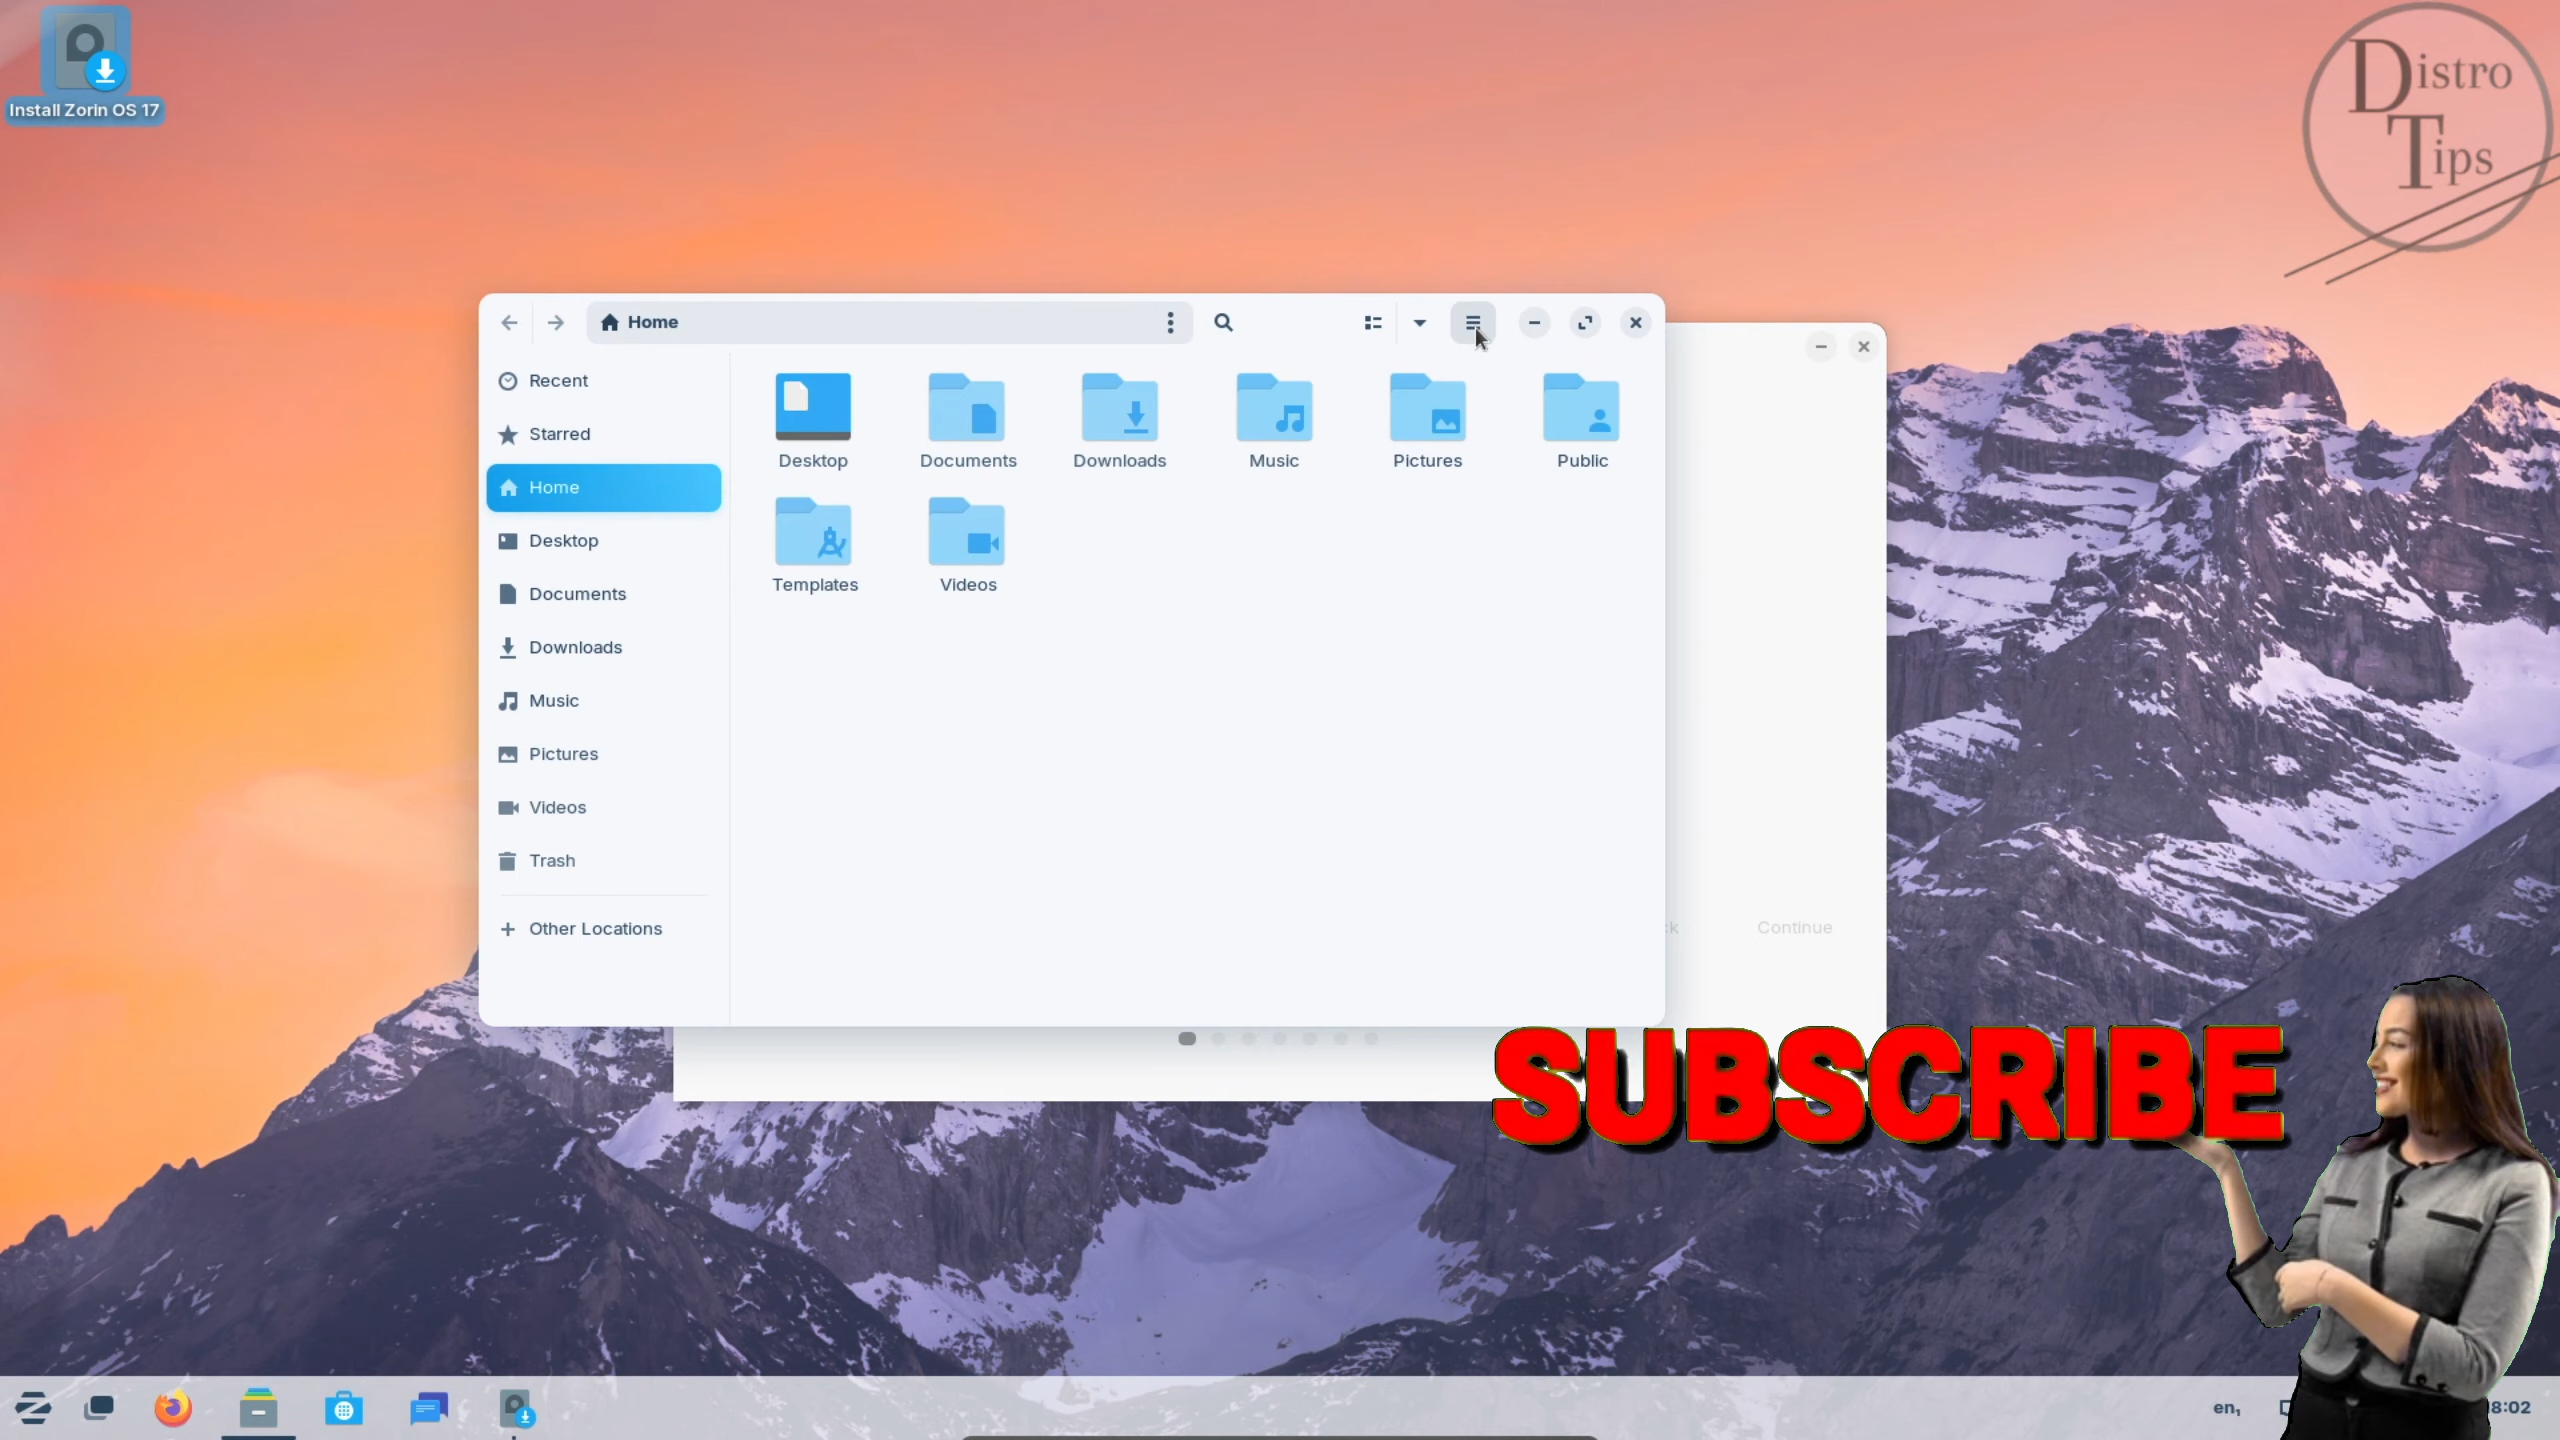 Install Zorin OS 17
Distro
Tips
Home
Recent
Starred
Home
Desktop
Documents
Downloads
Music
Pictures
Videos
Trash
Other Locations
Desktop
Documents
Downloads
Music
Pictures
Public
Templates
Videos
Continue
SUBSCRIBE
en₁
8:02